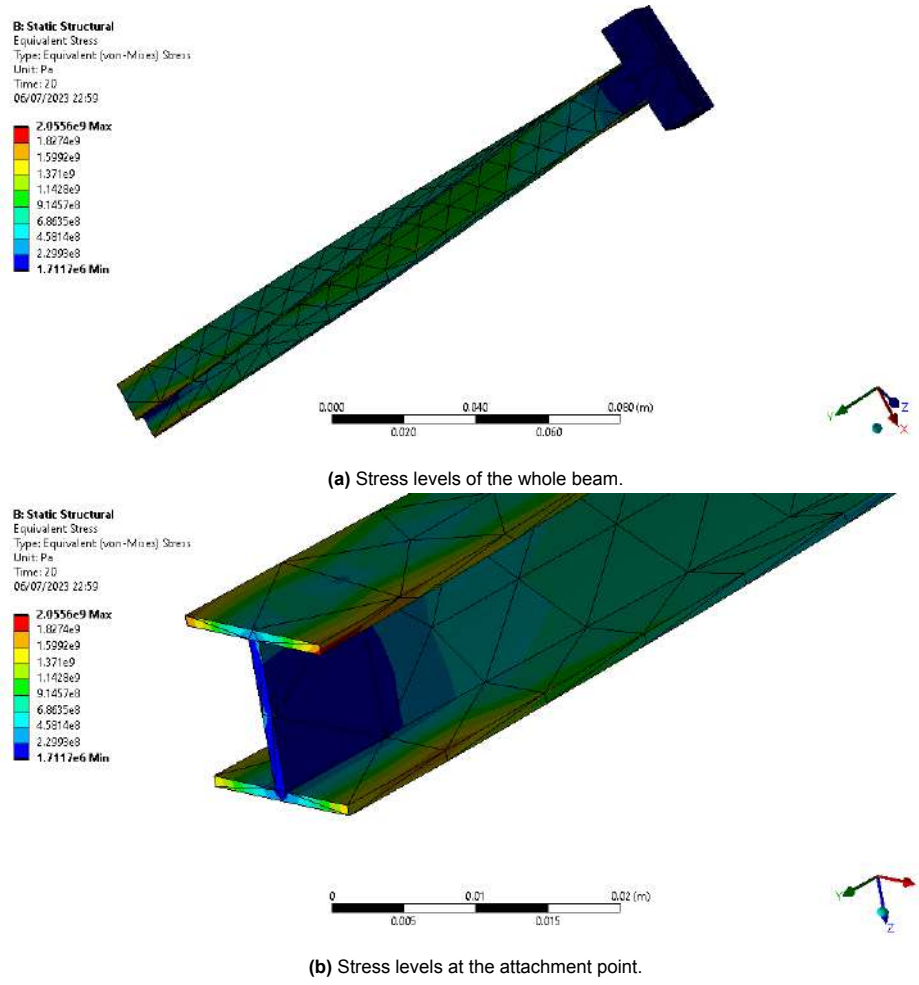 B: Static Structural
Equivalent Stress
Type: Equivalent (von-Mises) Stress
Unit: Pa
Time: 20
06/07/2023 22:59
2.0556e9 Max
1.8274e9
1.5992e9
1.371e9
1.1428e9
9.1457e8
6.8635e8
4.5814e8
2.2993e8
1.7117e6 Min
0.000 0.040 0.080 (m)
0.020 0.060
Y Z X
(a) Stress levels of the whole beam.
B: Static Structural
Equivalent Stress
Type: Equivalent (von-Mises) Stress
Unit: Pa
Time: 20
06/07/2023 22:59
2.0556e9 Max
1.8274e9
1.5992e9
1.371e9
1.1428e9
9.1457e8
6.8635e8
4.5814e8
2.2993e8
1.7117e6 Min
0 0.01 0.02 (m)
0.005 0.015
Y Z
(b) Stress levels at the attachment point.